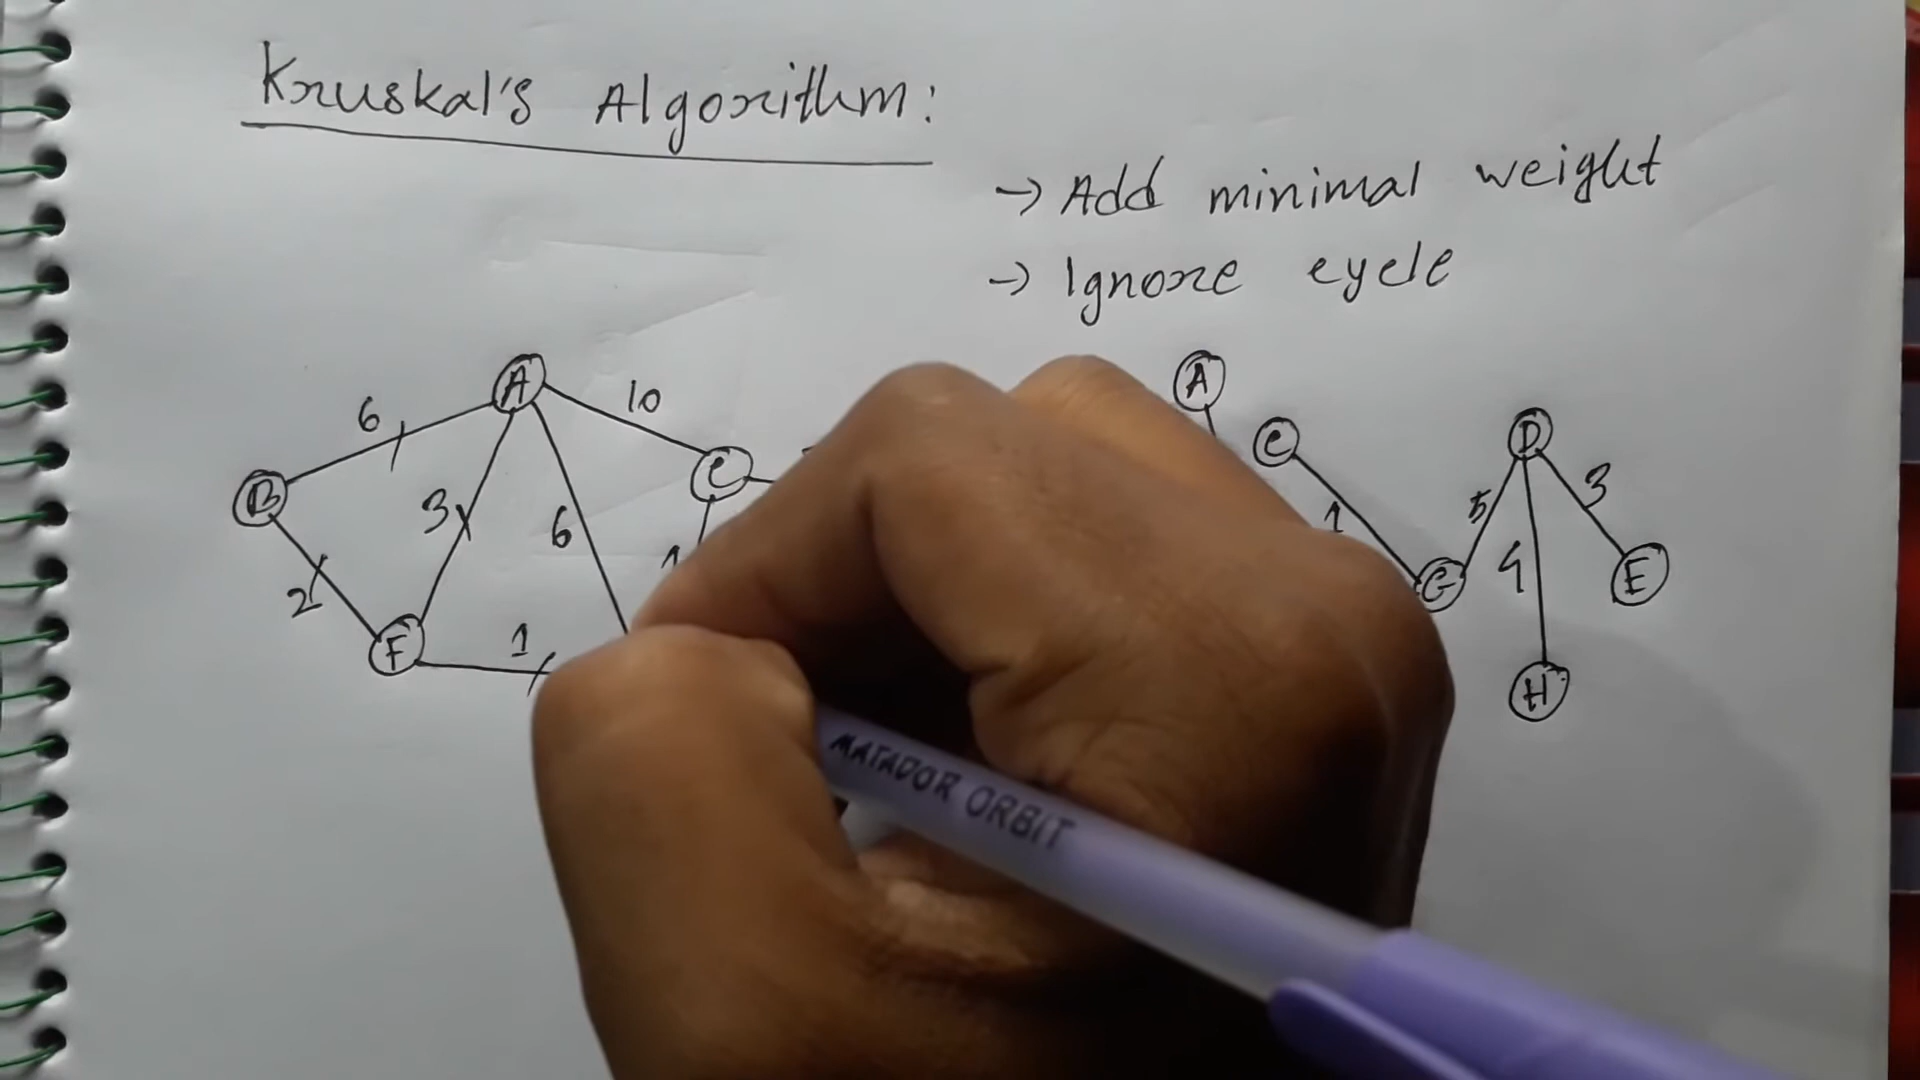 Kruskal's Algorithm:
→ Add minimal weight
→ Ignore cycle
A
A
6
10
C
C
D
B
3
6
3
1
5
4
1
G
E
2
F
1
H
MATADOR ORBIT